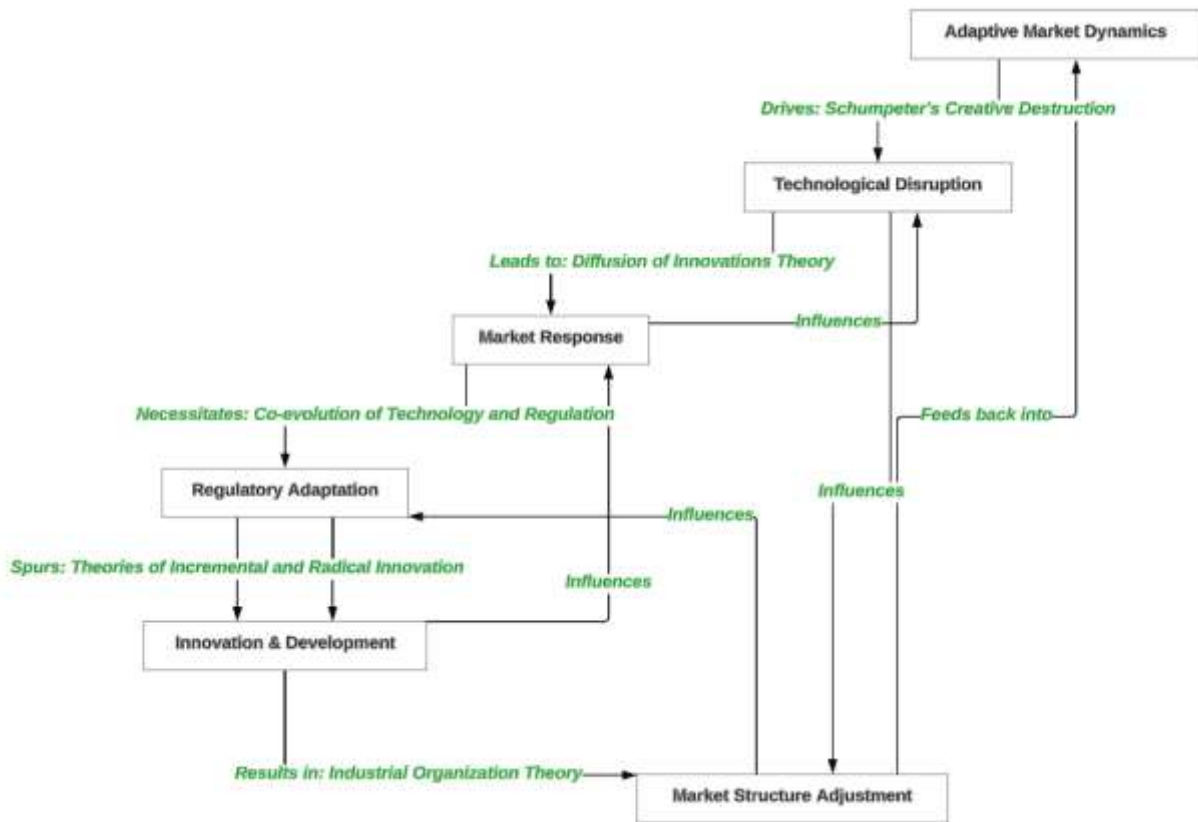 Adaptive Market Dynamics
Drives: Schumpeter's Creative Destruction
Technological Disruption
Leads to: Diffusion of Innovations Theory
Influences
Market Response
Necessitates: Co-evolution of Technology and Regulation
Feeds back into
Regulatory Adaptation
Influences
Influences
Spurs: Theories of Incremental and Radical Innovation
Influences
Innovation & Development
Results in: Industrial Organization Theory
Market Structure Adjustment